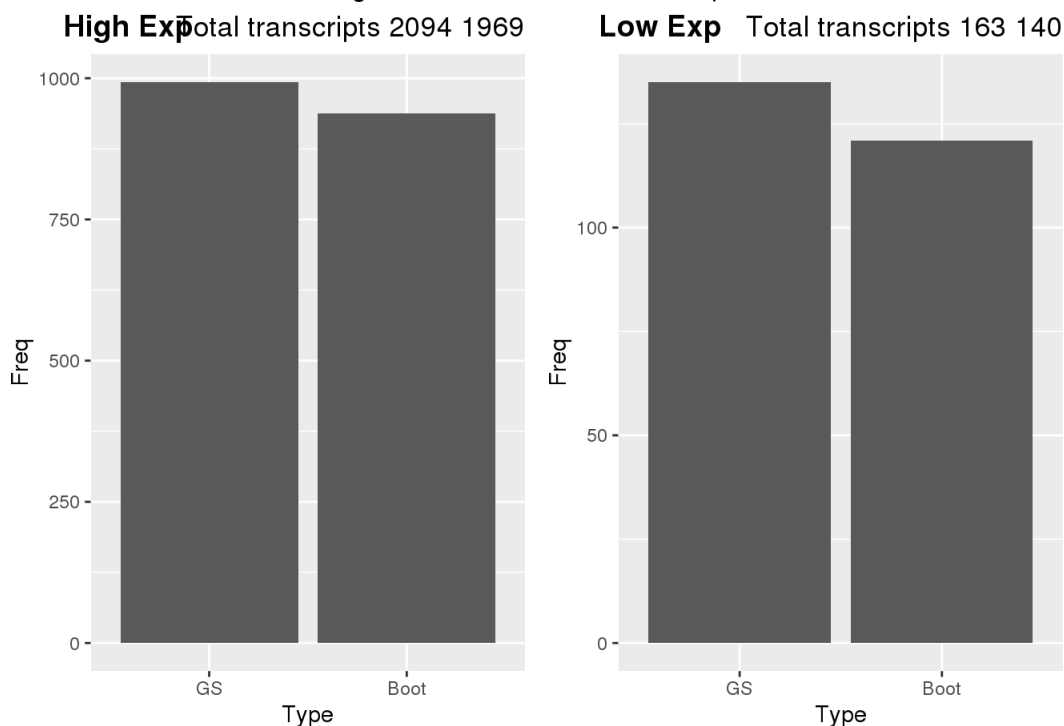 High Exp Total transcripts 2094 1969
1000
750
500
250
0
Freq
GS Boot
Type
Low Exp Total transcripts 163 140
100
50
0
Freq
GS Boot
Type